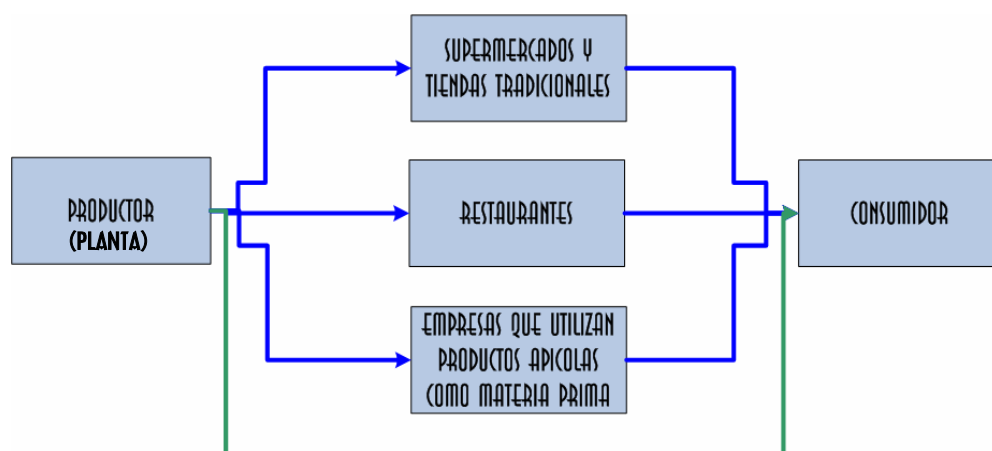 SUPERMERCADOS Y
TIENDAS TRADICIONALES
PRODUCTOR
(PLANTA)
RESTAURANTES
CONSUMIDOR
EMPRESAS QUE UTILIZAN
PRODUCTOS APICOLAS
COMO MATERIA PRIMA